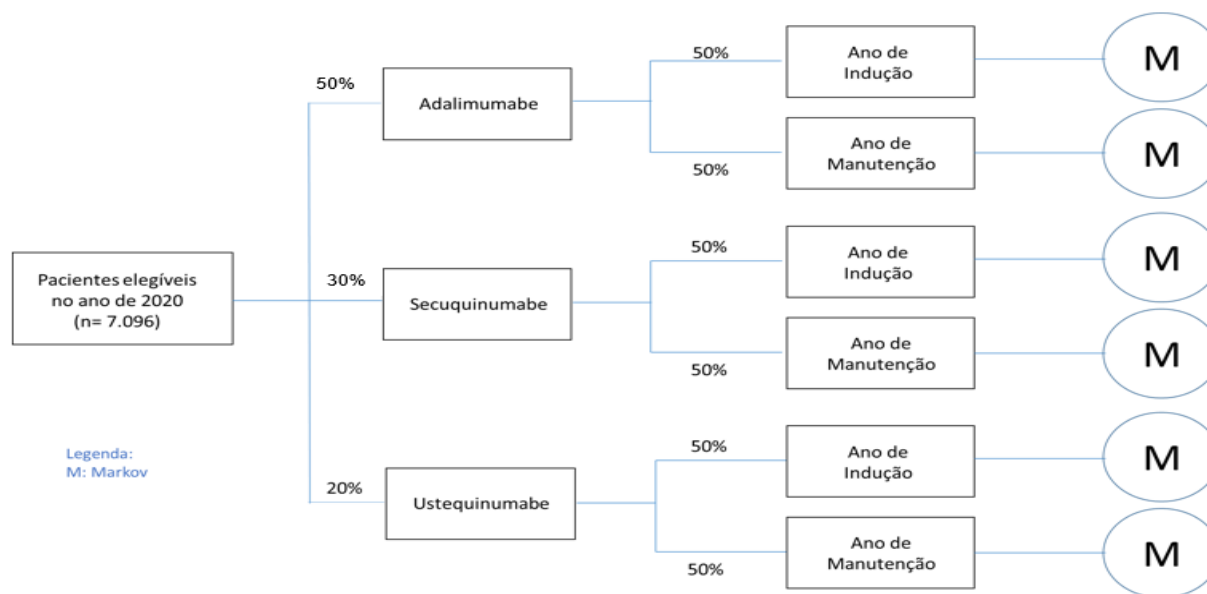 50%
Adalimumabe
50%
Ano de
Indução
M
50%
Ano de
Manutenção
M
Pacientes elegíveis
no ano de 2020
(n= 7.096)
30%
Secuquinumabe
50%
Ano de
Indução
M
50%
Ano de
Manutenção
M
20%
Ustequinumabe
50%
Ano de
Indução
M
50%
Ano de
Manutenção
M
Legenda:
M: Markov